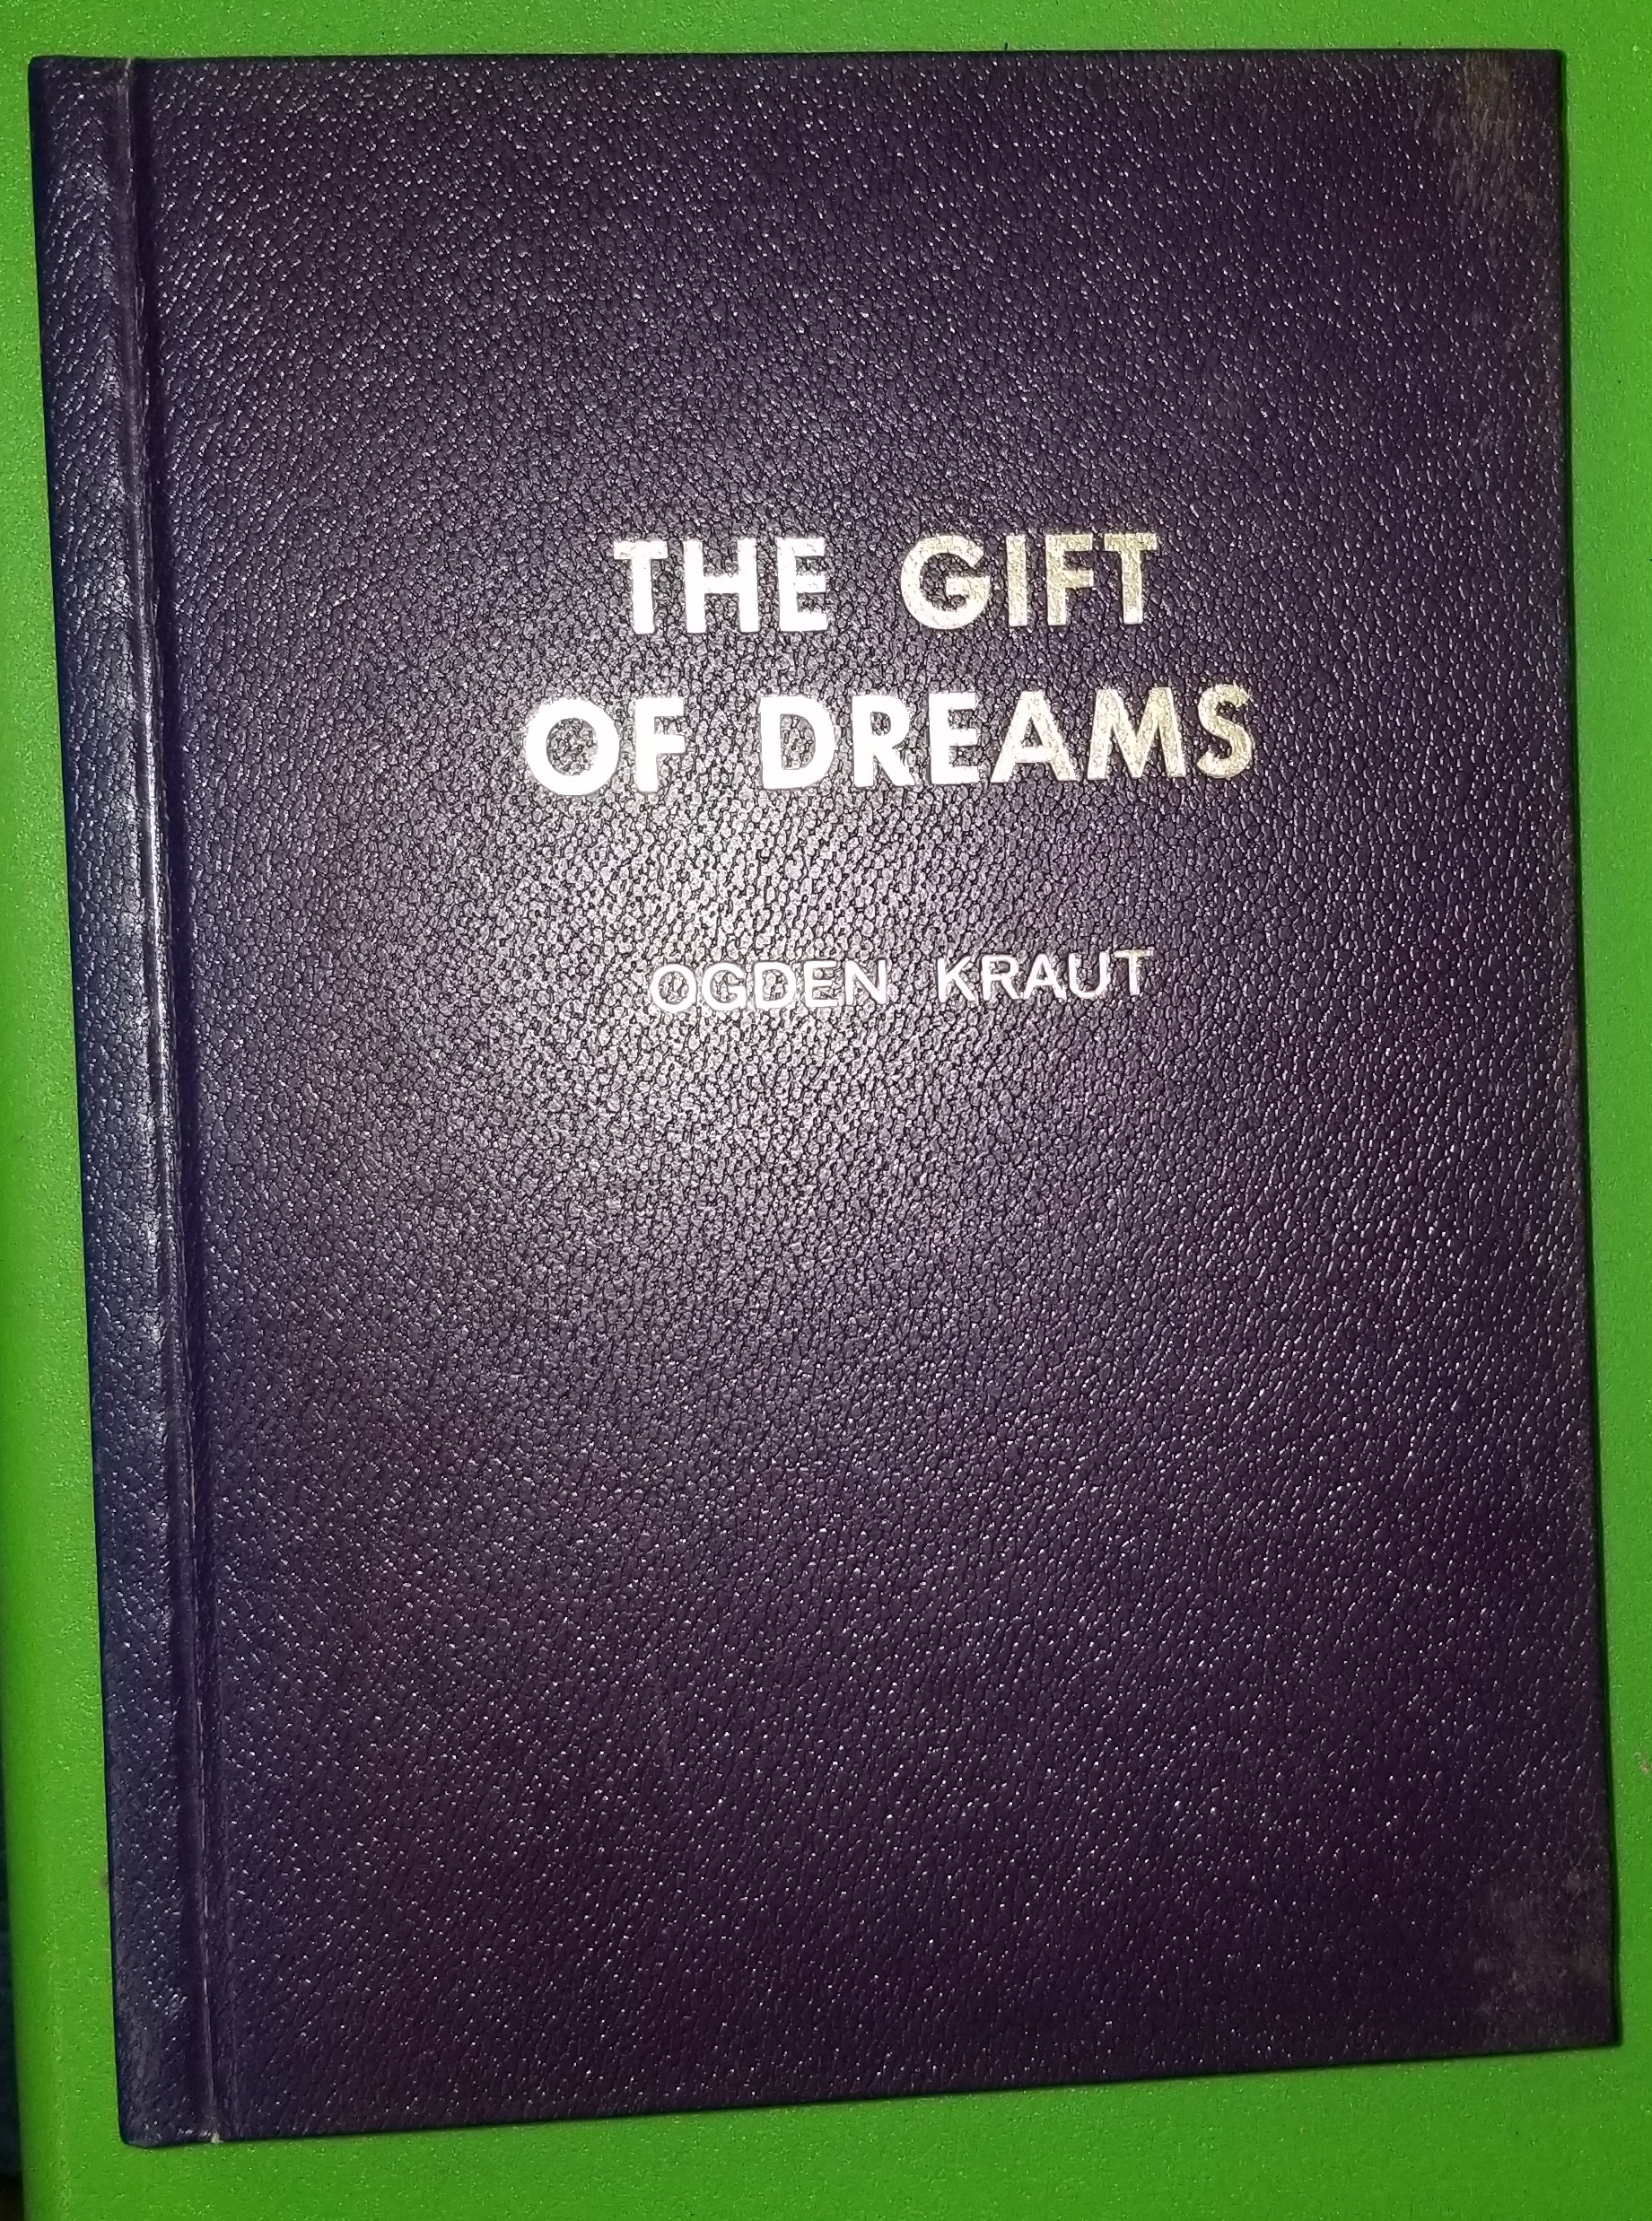 THE GIFT
OF DREAMS
OGDEN KRAUT